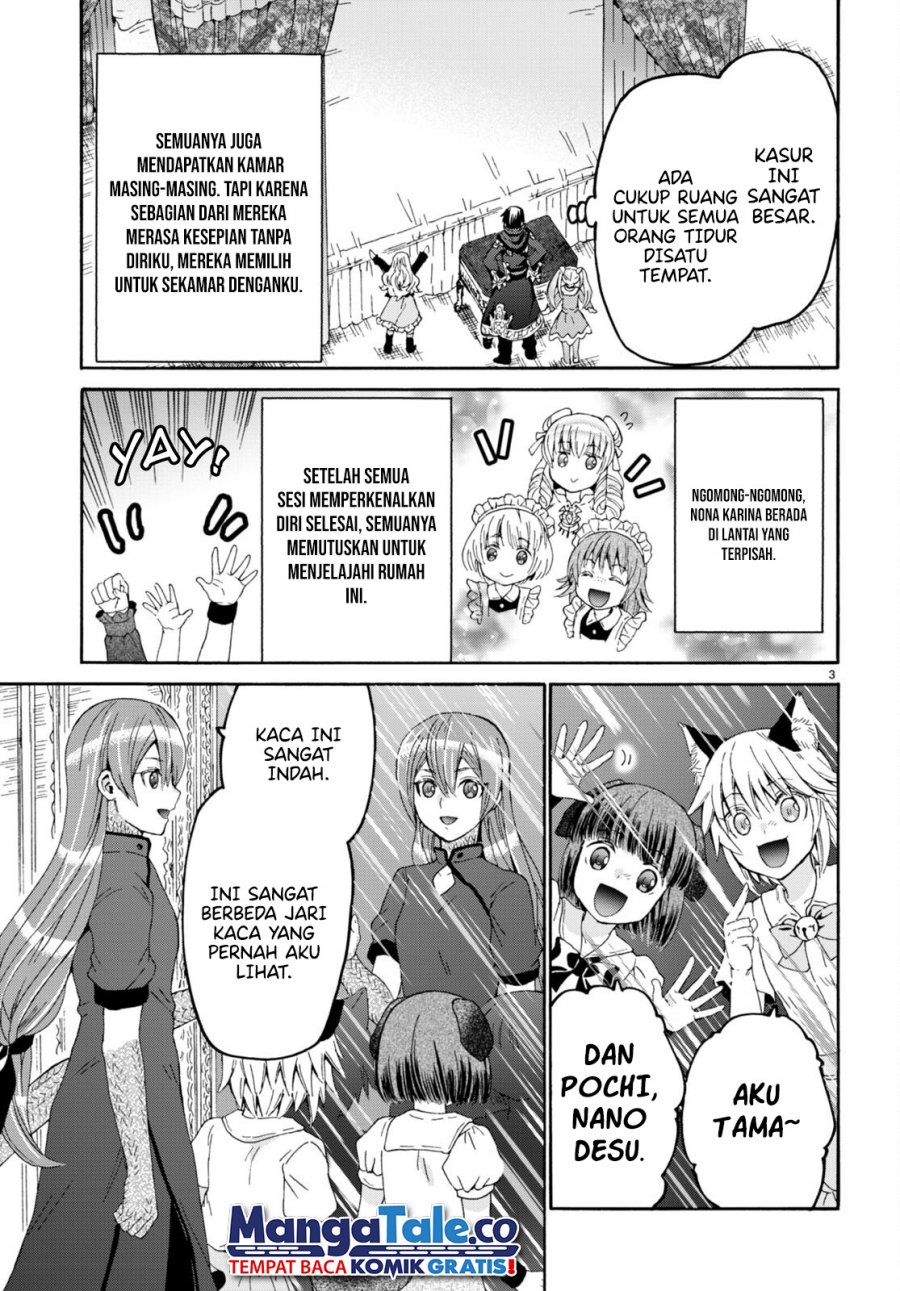 KASUR
INI
SANGAT
BESAR.
ADA
CUKUP RUANG
UNTUK SEMUA
ORANG TIDUR
DISATU
TEMPAT.
SEMUANYA JUGA
MENDAPATKAN KAMAR
MASING-MASING. TAPI KARENA
SEBAGIAN DARI MEREKA
MERASA KESEPIAN TANPA
DIRIKU, MEREKA MEMILIH
UNTUK SEKAMAR DENGANKU.
NGOMONG-NGOMONG,
NONA KARINA BERADA
DI LANTAI YANG
TERPISAH.
SETELAH SEMUA
SESI MEMPERKENALKAN
DIRI SELESAI, SEMUANYA
MEMUTUSKAN UNTUK
MENJELAJAHI RUMAH
INI.
YAY!
3
AKU
TAMA~
DAN
POCHI,
NANO
DESU.
KACA INI
SANGAT
INDAH.
INI SANGAT
BERBEDA JARI
KACA YANG
PERNAH AKU
LIHAT.
MangaTale.co
TEMPAT BACA KOMIK GRATIS!